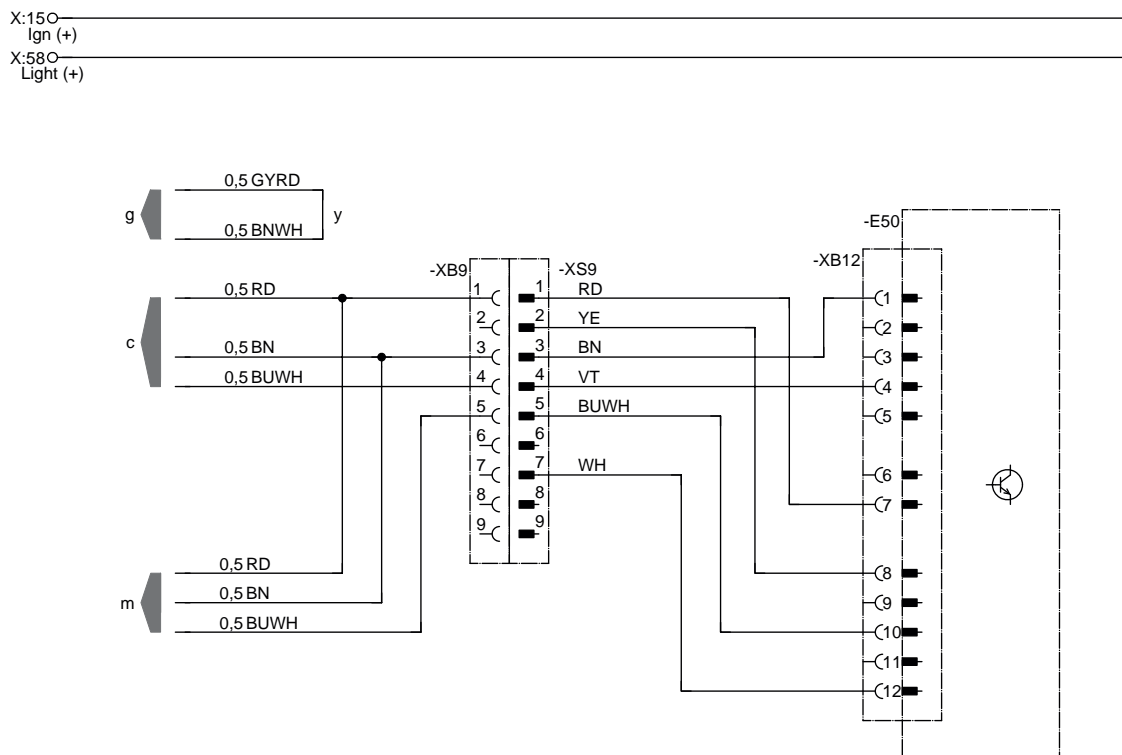 X:15
Ign (+)
X:58
Light (+)
0,5 GYRD
g
y
0,5 BNWH
-E50
-XB12
-XB9
-XS9
0,5 RD
1
1
RD
1
2
2
YE
2
c
0,5 BN
3
3
BN
3
0,5 BUWH
4
4
VT
4
5
5
BUWH
5
6
6
7
7
WH
6
8
8
7
9
9
0,5 RD
8
m
0,5 BN
9
0,5 BUWH
10
11
12